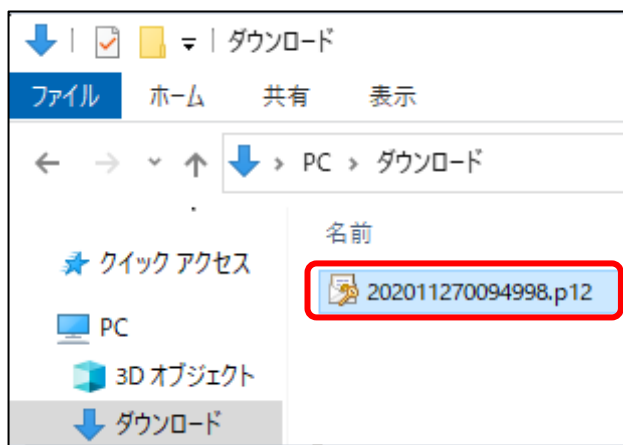 ダウンロード
ファイル ホーム 共有 表示
PC ダウンロード
名前
クイック アクセス
202011270094998.p12
PC
3D オブジェクト
ダウンロード